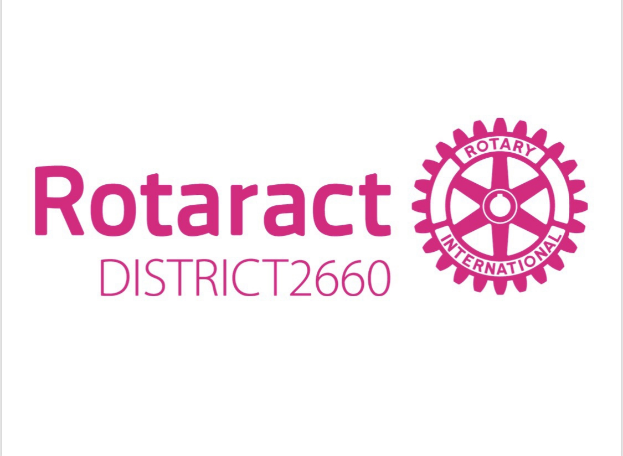 Rotaract
DISTRICT2660
ROTARY
INTERNATIONAL